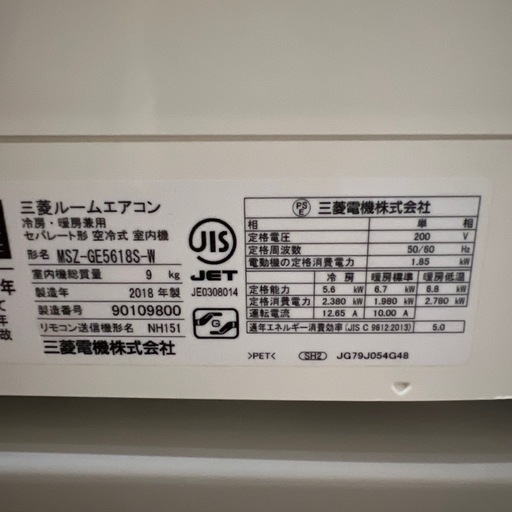 三菱ルームエアコン
冷房・暖房兼用
セパレート形 空冷式 室内機
形名 MSZ-GE5618S-W
室内機総質量 9 kg
製造年 2018 年製
製造番号 90109800
リモコン送信機形名 NH151
三菱電機株式会社
JIS
JET
JE0308014
PSE 三菱電機株式会社
相 単 相
定格電圧 200 V
定格周波数 50/60 Hz
電動機の定格消費電力 1.85 kW
冷 房 暖房標準 暖房低温
定格能力 5.6 kW 6.7 kW 6.8 kW
定格消費電力 2.380 kW 1.980 kW 2.780 kW
運転電流 12.65 A 10.00 A
通年エネルギー消費効率(JIS C 9612:2013) 5.0
>PET< SH2 JG79J054G48
年
て
年
故